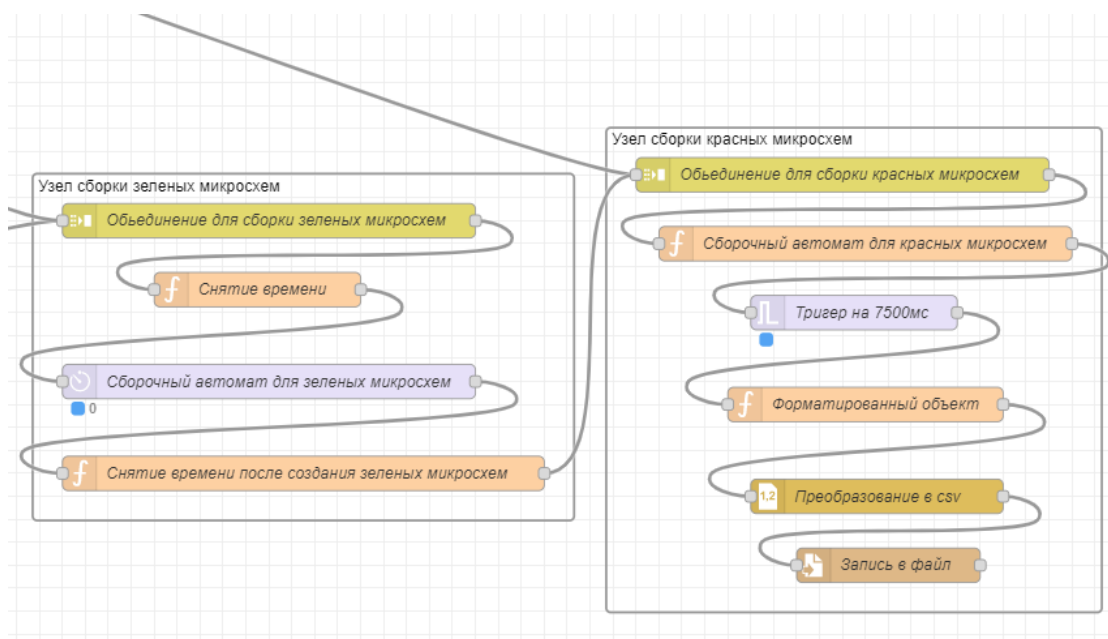 Узел сборки зеленых микросхем
Обьединение для сборки зеленых микросхем
Снятие времени
Сборочный автомат для зеленых микросхем
0
Снятие времени после создания зеленых микросхем
Узел сборки красных микросхем
Обьединение для сборки красных микросхем
Сборочный автомат для красных микросхем
Тригер на 7500мс
Форматированный объект
1,2
Преобразование в csv
Запись в файл